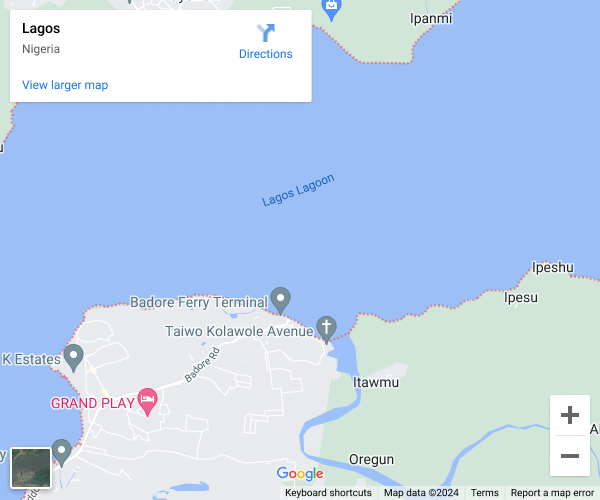 Lagos
Nigeria
Directions
View larger map
Ipanmi
Lagos Lagoon
Ipeshu
Ipesu
Badore Ferry Terminal
Taiwo Kolawole Avenue
K Estates
Badore Rd
Itawmu
GRAND PLAY
Oregun
Google
Keyboard shortcuts
Map data ©2024
Terms
Report a map error